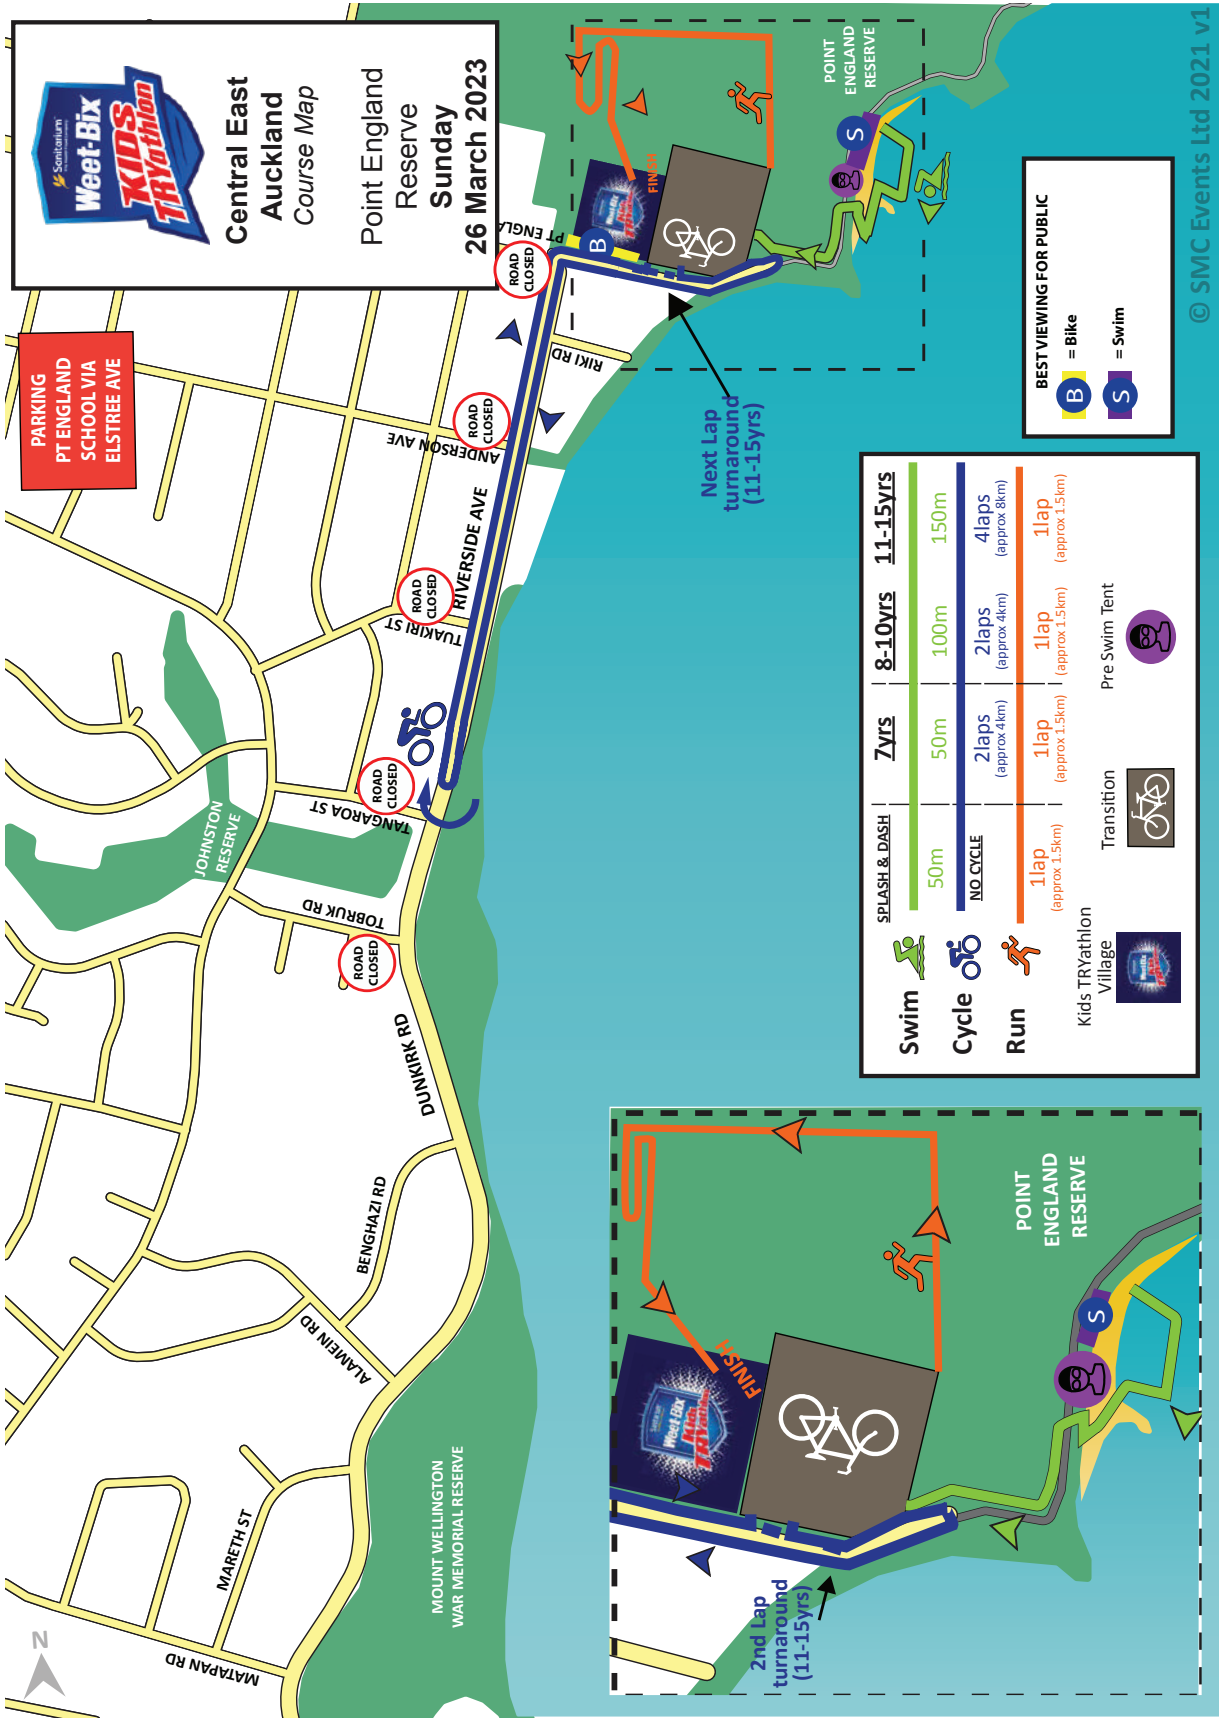 Sanitarium
Weet-Bix
KIDS
TRYathlon
Central East
Auckland
Course Map
Point England
Reserve
Sunday
26 March 2023
PARKING
PT ENGLAND
SCHOOL VIA
ELSTREE AVE
MATAPAN RD
MARETH ST
ALAMEIN RD
BENGHAZI RD
DUNKIRK RD
TOBRUK RD
TANGAROA ST
TUAKIRI ST
RIVERSIDE AVE
ANDERSON AVE
RIKI RD
PT ENGLA
ROAD
CLOSED
ROAD
CLOSED
ROAD
CLOSED
ROAD
CLOSED
ROAD
CLOSED
JOHNSTON
RESERVE
MOUNT WELLINGTON
WAR MEMORIAL RESERVE
N
B
Weet-Bix
FINISH
POINT
ENGLAND
RESERVE
S
Next Lap
turnaround
(11-15yrs)
2nd Lap
turnaround
(11-15yrs)
Weet-Bix
Kids
TRYathlon
FINISH
POINT
ENGLAND
RESERVE
S
SPLASH & DASH 7yrs 8-10yrs 11-15yrs
Swim 50m 50m 100m 150m
Cycle NO CYCLE 2laps 2laps 4laps
(approx 4km) (approx 4km) (approx 8km)
Run 1lap 1lap 1lap 1lap
(approx 1.5km) (approx 1.5km) (approx 1.5km) (approx 1.5km)
Kids TRYathlon
Village
Transition
Pre Swim Tent
BEST VIEWING FOR PUBLIC
B = Bike
S = Swim
© SMC Events Ltd 2021 v1